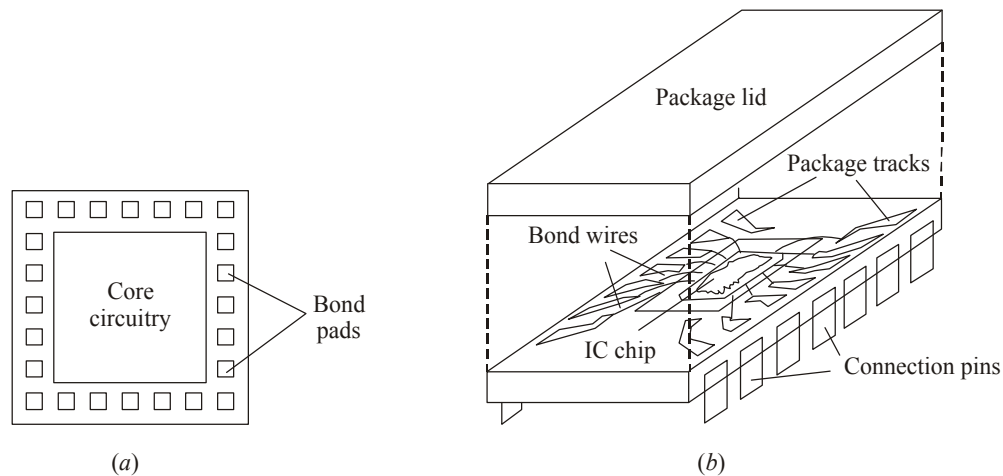 Core
circuitry
Bond
pads
(a)
Package lid
Package tracks
Bond wires
IC chip
Connection pins
(b)